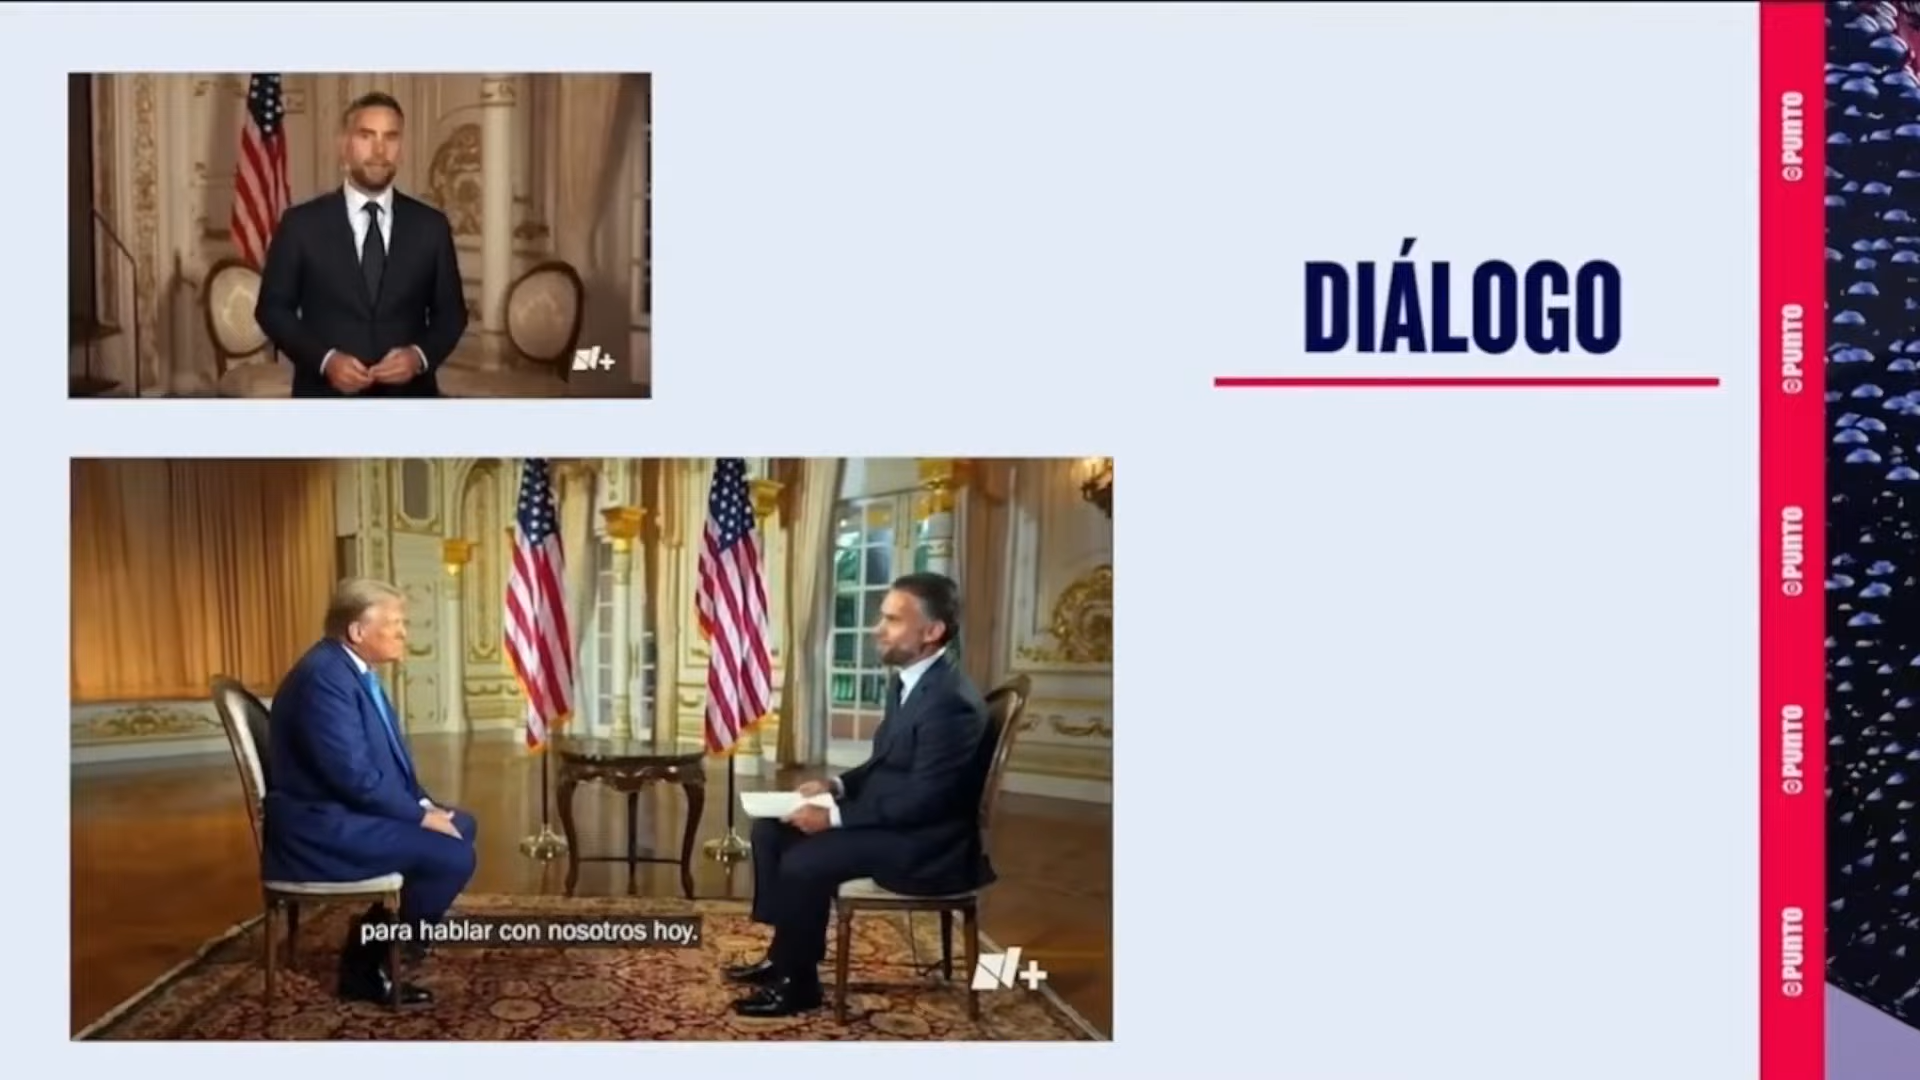 DIÁLOGO
para hablar con nosotros hoy.
N+
N+
PUNTO
PUNTO
PUNTO
PUNTO
PUNTO